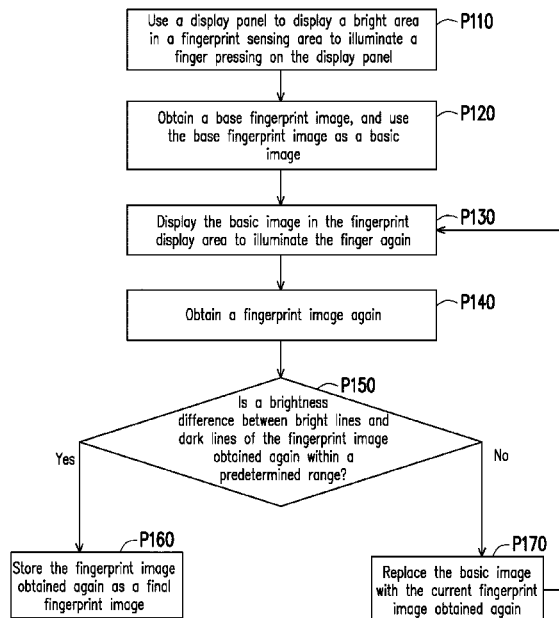 Use a display panel to display a bright area
in a fingerprint sensing area to illuminate a
finger pressing on the display panel
P110
Obtain a base fingerprint image, and use
the base fingerprint image as a basic
image
P120
Display the basic image in the fingerprint
display area to illuminate the finger again
P130
Obtain a fingerprint image again
P140
P150
Is a brightness
difference between bright lines and
dark lines of the fingerprint image
obtained again within a
predetermined range?
Yes
No
P160
Store the fingerprint image
obtained again as a final
fingerprint image
P170
Replace the basic image
with the current fingerprint
image obtained again